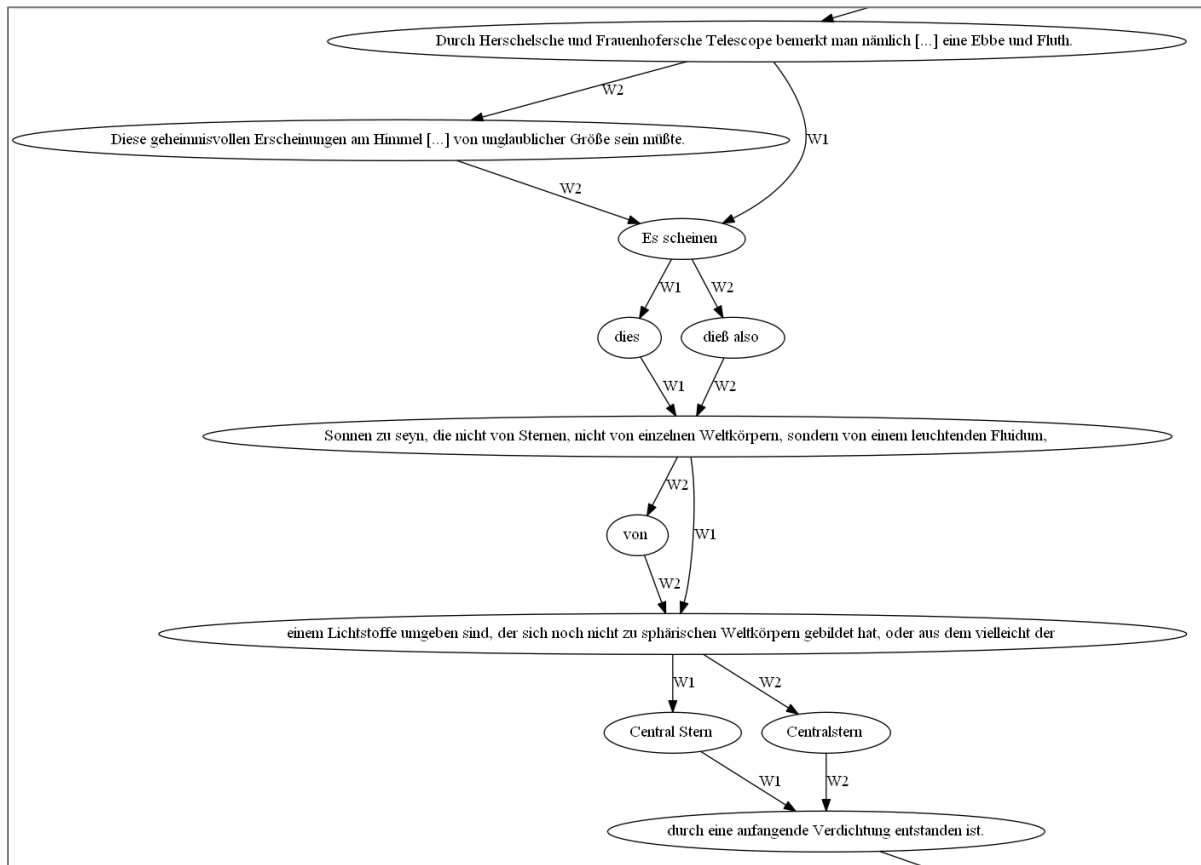 Durch Herschelsche und Frauenhofersche Telescope bemerkt man nämlich [...] eine Ebbe und Fluth.
W2
Diese geheimnisvollen Erscheinungen am Himmel [...] von unglaublicher Größe sein müßte.
W1
W2
Es scheinen
W1
W2
dies
dieß also
W1
W2
Sonnen zu seyn, die nicht von Sternen, nicht von einzelnen Weltkörpern, sondern von einem leuchtenden Fluidum,
W2
von
W1
W2
einem Lichtstoffe umgeben sind, der sich noch nicht zu sphärischen Weltkörpern gebildet hat, oder aus dem vielleicht der
W1
W2
Central Stern
Centralstern
W1
W2
durch eine anfangende Verdichtung entstanden ist.